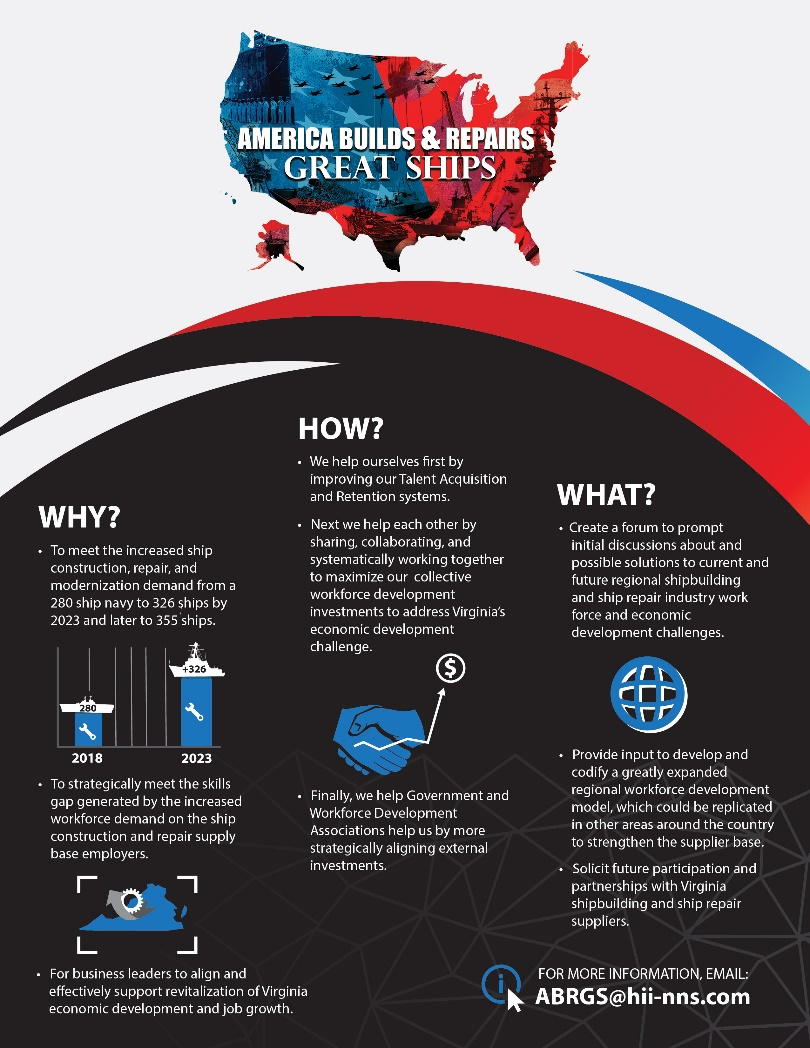 AMERICA BUILDS & REPAIRS
GREAT SHIPS
WHY?
• To meet the increased ship
construction, repair, and
modernization demand from a
280 ship navy to 326 ships by
2023 and later to 355 ships.
280
+326
2018
2023
• To strategically meet the skills
gap generated by the increased
workforce demand on the ship
construction and repair supply
base employers.
• For business leaders to align and
effectively support revitalization of Virginia
economic development and job growth.
HOW?
• We help ourselves first by
improving our Talent Acquisition
and Retention systems.
• Next we help each other by
sharing, collaborating, and
systematically working together
to maximize our collective
workforce development
investments to address Virginia’s
economic development
challenge.
$
• Finally, we help Government and
Workforce Development
Associations help us by more
strategically aligning external
investments.
WHAT?
• Create a forum to prompt
initial discussions about and
possible solutions to current and
future regional shipbuilding
and ship repair industry work
force and economic
development challenges.
• Provide input to develop and
codify a greatly expanded
regional workforce development
model, which could be replicated
in other areas around the country
to strengthen the supplier base.
• Solicit future participation and
partnerships with Virginia
shipbuilding and ship repair
suppliers.
i
FOR MORE INFORMATION, EMAIL:
ABRGS@hii-nns.com